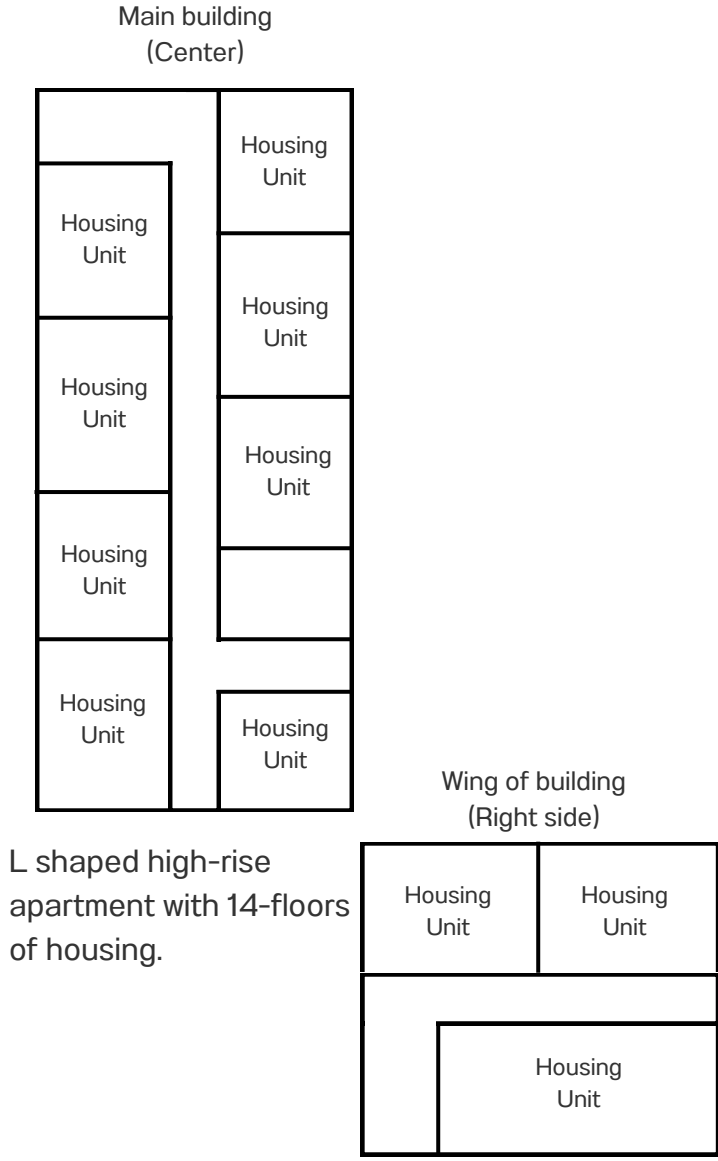 Main building
(Center)
Housing
Unit
Housing
Unit
Housing
Unit
Housing
Unit
Housing
Unit
Housing
Unit
Housing
Unit
Housing
Unit
Wing of building
(Right side)
L shaped high-rise
apartment with 14-floors
of housing.
Housing
Unit
Housing
Unit
Housing
Unit